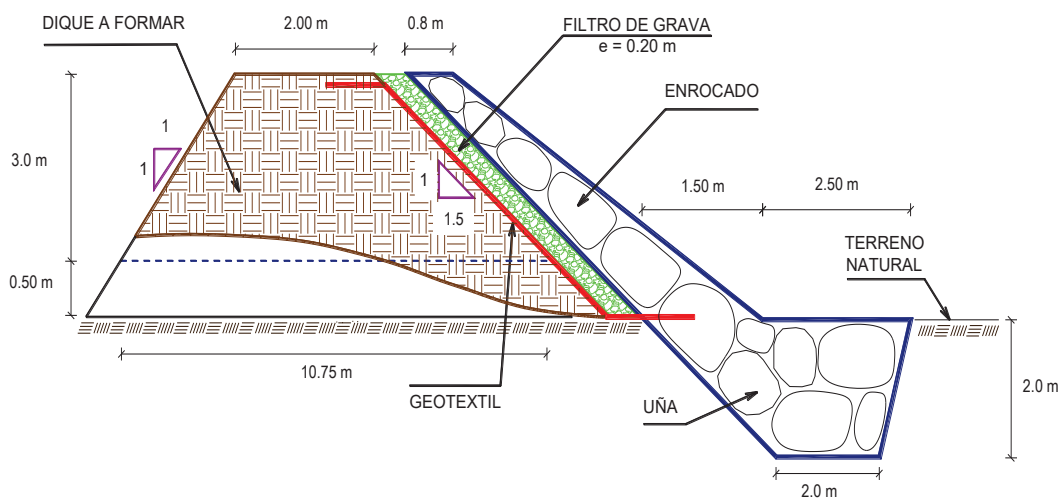 DIQUE A FORMAR
2.00 m
0.8 m
FILTRO DE GRAVA
e = 0.20 m
ENROCADO
3.0 m
1
1
1
1.5
1.50 m
2.50 m
TERRENO
NATURAL
0.50 m
10.75 m
GEOTEXTIL
UÑA
2.0 m
2.0 m